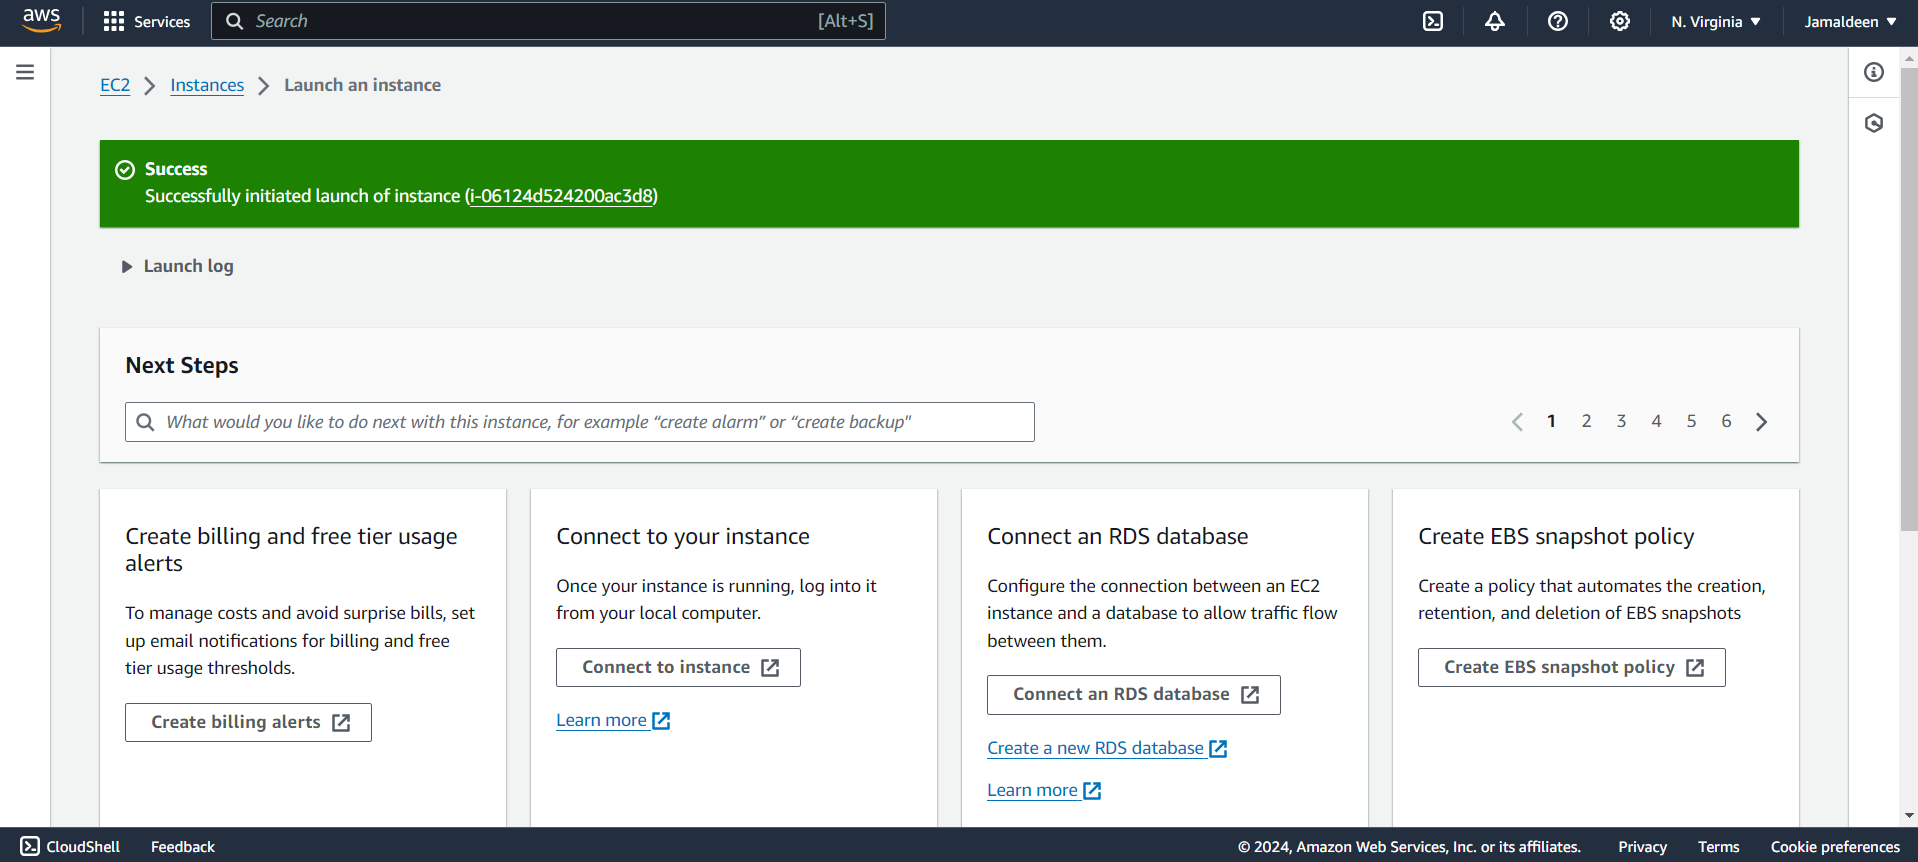 aws
Services
Search
[Alt+S]
N. Virginia
Jamaldeen
EC2
Instances
Launch an instance
Success
Successfully initiated launch of instance (i-06124d524200ac3d8)
Launch log
Next Steps
What would you like to do next with this instance, for example “create alarm” or “create backup"
1 2 3 4 5 6
Create billing and free tier usage
alerts
To manage costs and avoid surprise bills, set
up email notifications for billing and free
tier usage thresholds.
Create billing alerts
Connect to your instance
Once your instance is running, log into it
from your local computer.
Connect to instance
Learn more
Connect an RDS database
Configure the connection between an EC2
instance and a database to allow traffic flow
between them.
Connect an RDS database
Create a new RDS database
Learn more
Create EBS snapshot policy
Create a policy that automates the creation,
retention, and deletion of EBS snapshots
Create EBS snapshot policy
CloudShell
Feedback
© 2024, Amazon Web Services, Inc. or its affiliates.
Privacy
Terms
Cookie preferences